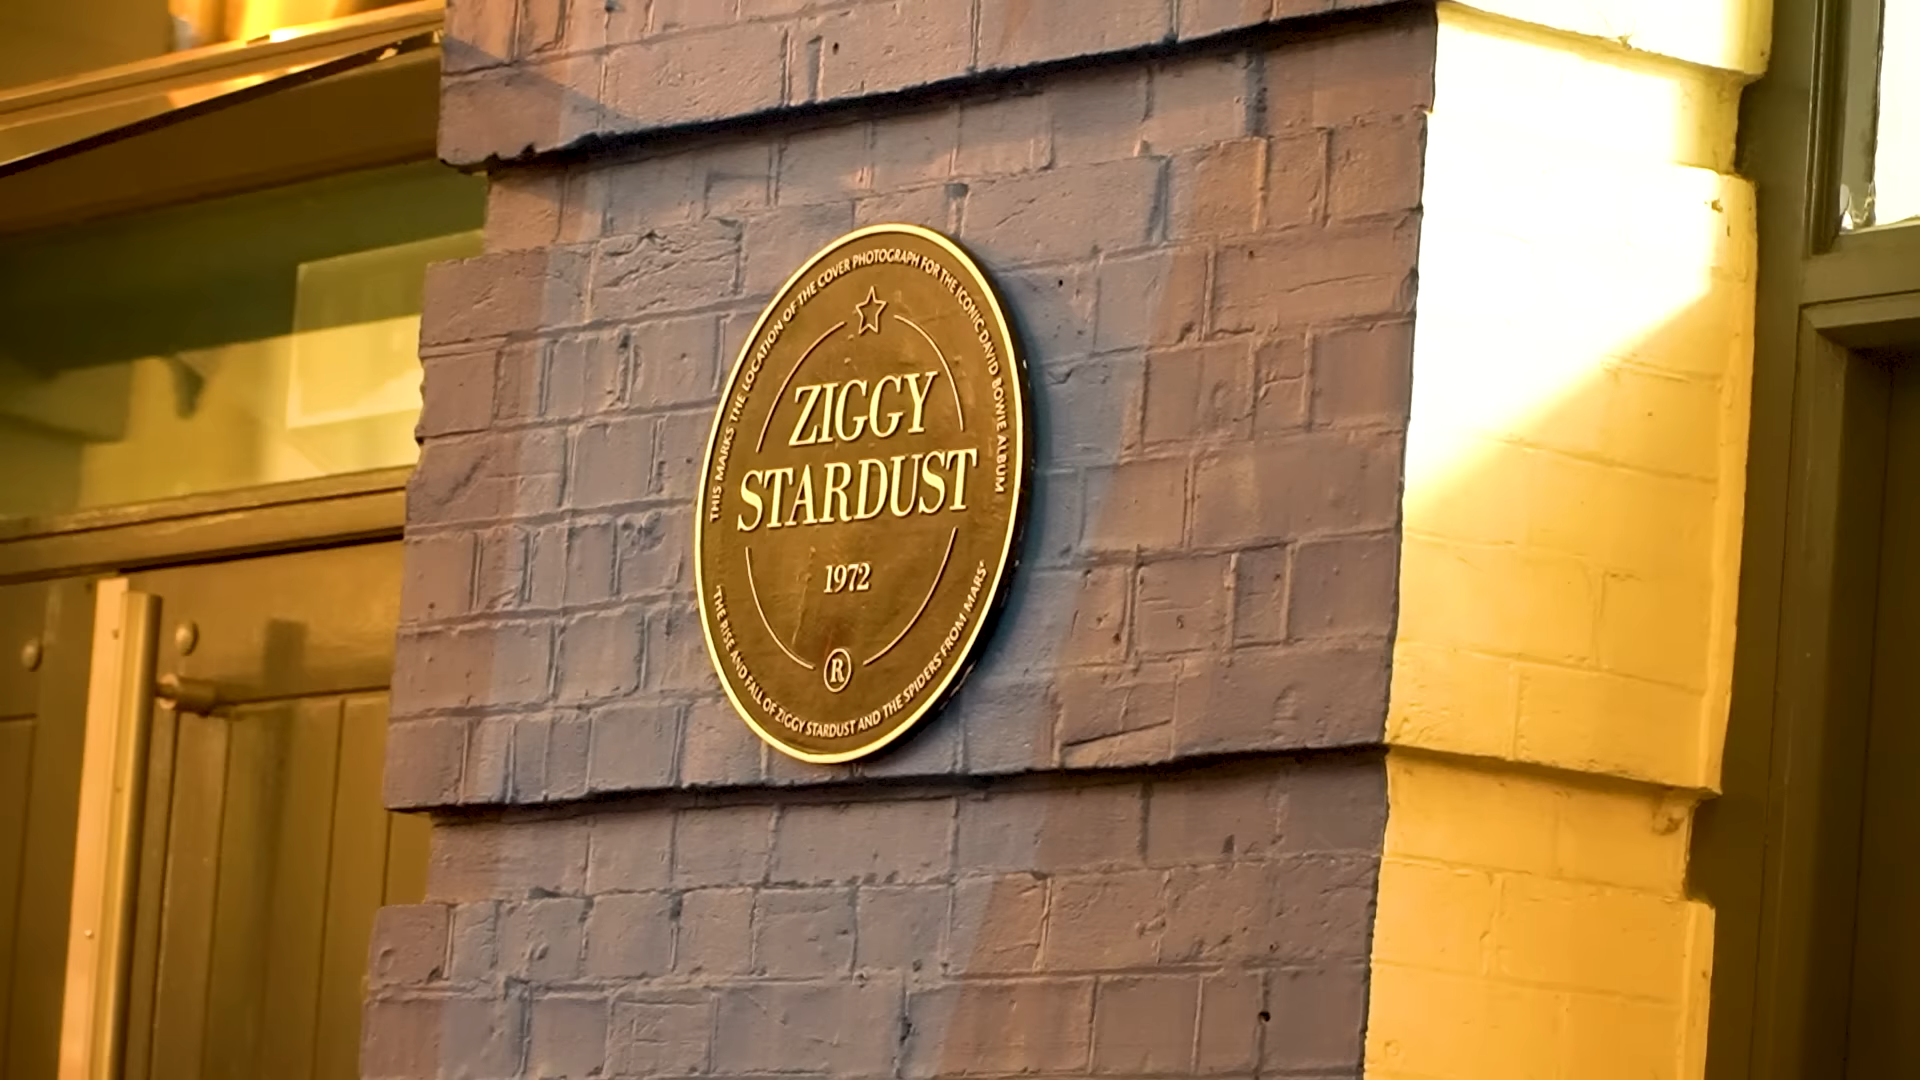 THIS MARKS THE LOCATION OF THE COVER PHOTOGRAPH FOR THE ICONIC DAVID BOWIE ALBUM
ZIGGY
STARDUST
1972
®
"THE RISE AND FALL OF ZIGGY STARDUST AND THE SPIDERS FROM MARS"